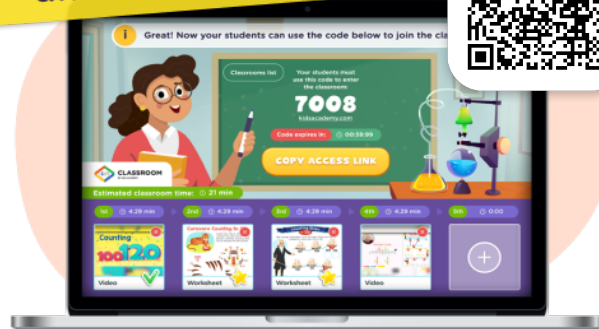 Great! Now your students can use the code below to join the cla
Classrooms list
Your students must
use this code to enter
the classroom:
7008
kidsacademy.com
Code expires in: 00:59:99
COPY ACCESS LINK
CLASSROOM
Estimated classroom time: 21 min
1st 4.29 min
2nd 4.29 min
3rd 4.29 min
4th 4.29 min
5th 0:00
Counting
100 120
Video
Worksheet
Worksheet
Video